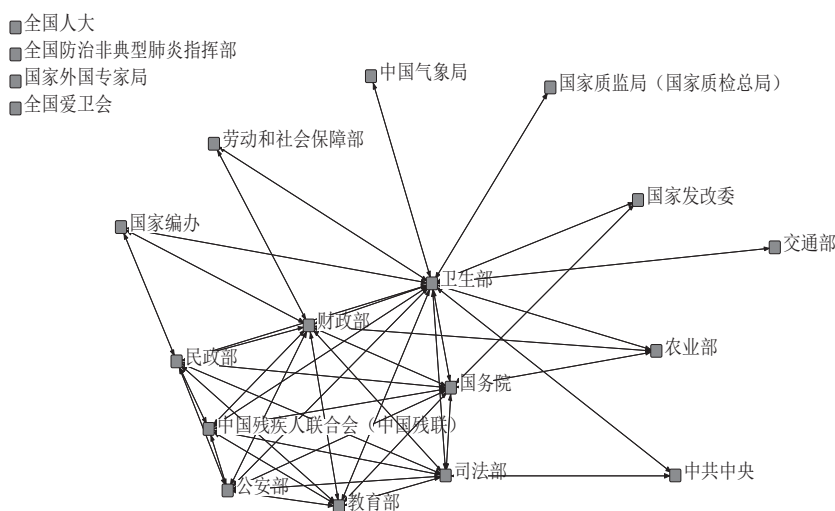 全国人大
全国防治非典型肺炎指挥部
国家外国专家局
全国爱卫会
中国气象局
国家质监局（国家质检总局）
劳动和社会保障部
国家发改委
国家编办
交通部
卫生部
财政部
农业部
民政部
国务院
中国残疾人联合会（中国残联）
司法部
中共中央
公安部
教育部